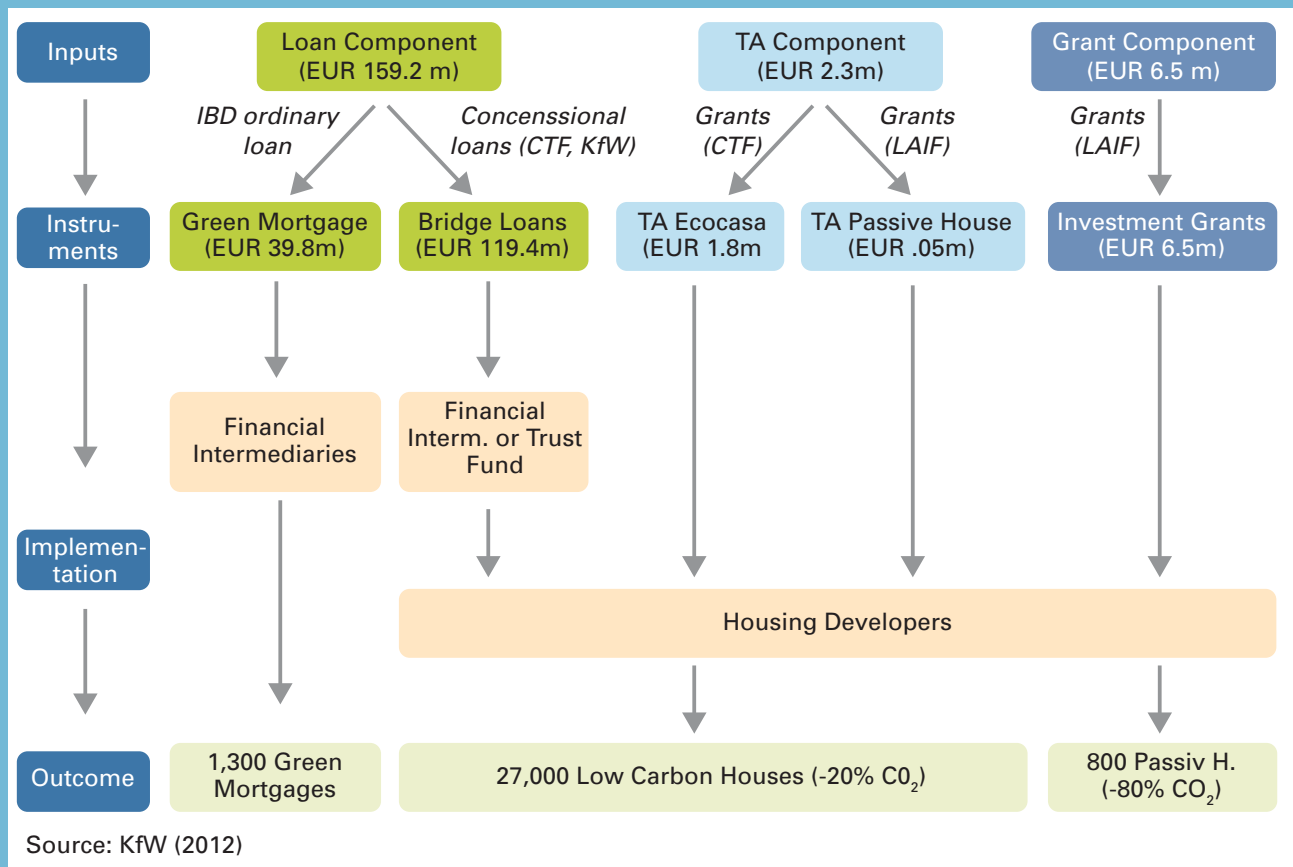 Inputs
Loan Component
(EUR 159.2 m)
TA Component
(EUR 2.3m)
Grant Component
(EUR 6.5 m)
IBD ordinary
loan
Concenssional
loans (CTF, KfW)
Grants
(CTF)
Grants
(LAIF)
Grants
(LAIF)
Instru-
ments
Green Mortgage
(EUR 39.8m)
Bridge Loans
(EUR 119.4m)
TA Ecocasa
(EUR 1.8m
TA Passive House
(EUR .05m)
Investment Grants
(EUR 6.5m)
Financial
Intermediaries
Financial
Interm. or Trust
Fund
Implemen-
tation
Housing Developers
Outcome
1,300 Green
Mortgages
27,000 Low Carbon Houses (-20% C0₂)
800 Passiv H.
(-80% CO₂)
Source: KfW (2012)